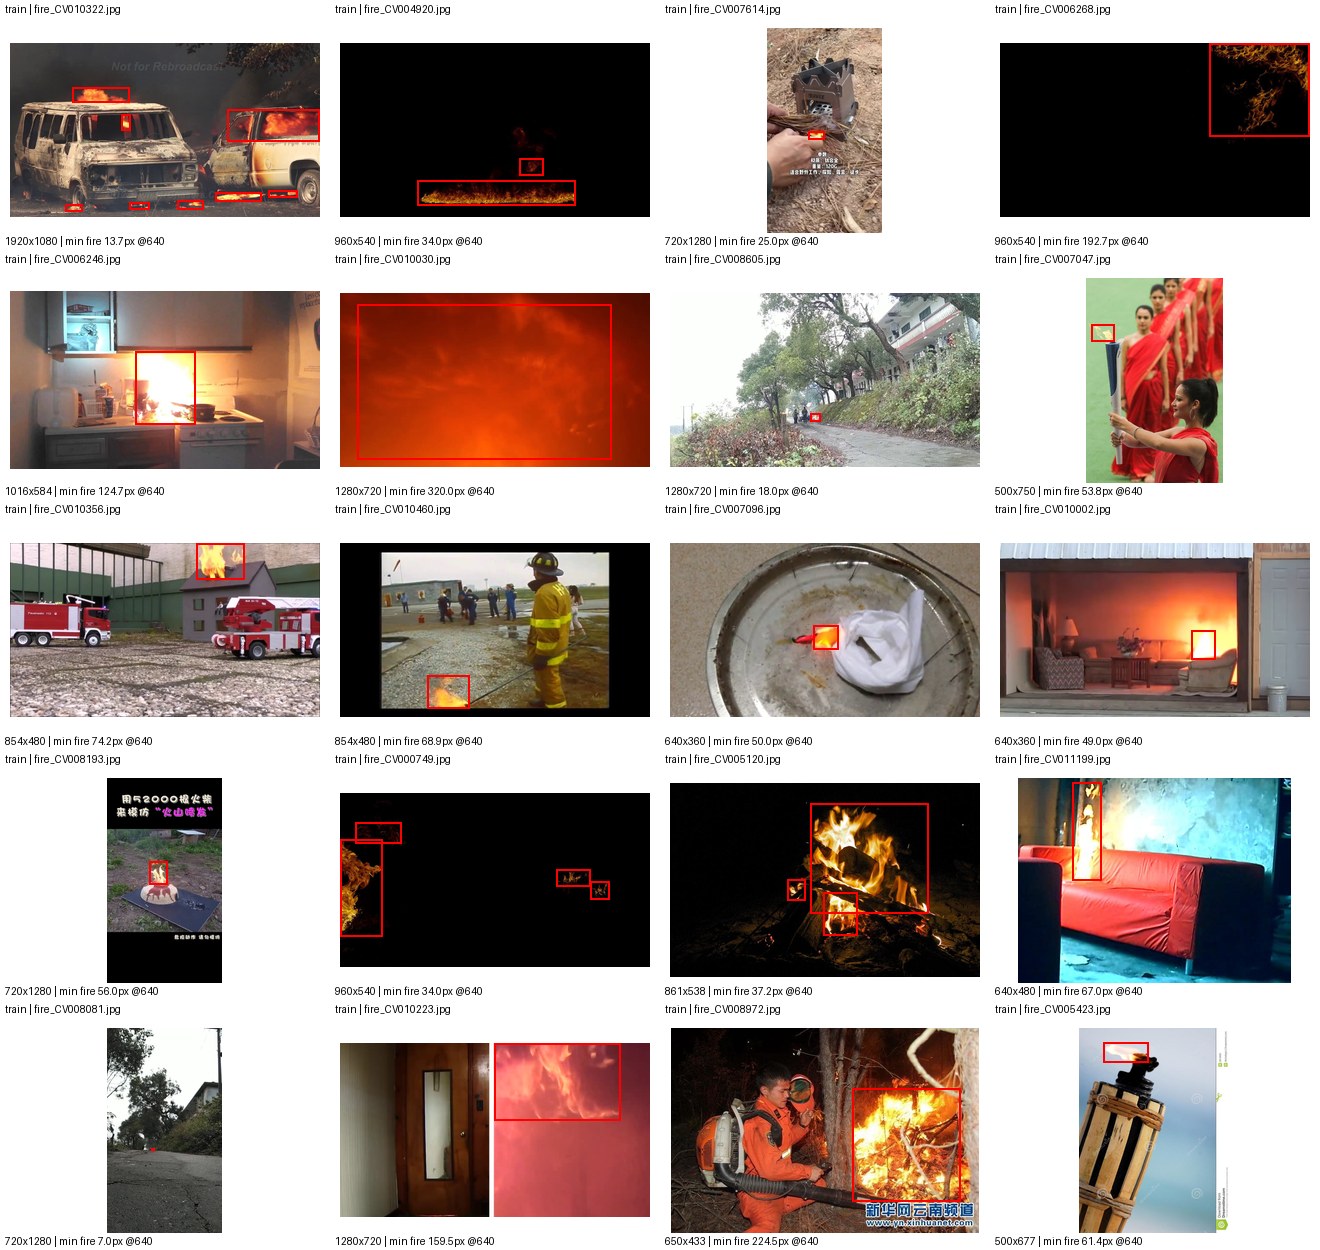 train | fire_CV010322.jpg
train | fire_CV004920.jpg
train | fire_CV007614.jpg
train | fire_CV006268.jpg
Not for Rebroadcast
1920x1080 | min fire 13.7px @640
960x540 | min fire 34.0px @640
720x1280 | min fire 25.0px @640
960x540 | min fire 192.7px @640
train | fire_CV006246.jpg
train | fire_CV010030.jpg
train | fire_CV008605.jpg
train | fire_CV007047.jpg
1016x584 | min fire 124.7px @640
1280x720 | min fire 320.0px @640
1280x720 | min fire 18.0px @640
500x750 | min fire 53.8px @640
train | fire_CV010356.jpg
train | fire_CV010460.jpg
train | fire_CV007096.jpg
train | fire_CV010002.jpg
854x480 | min fire 74.2px @640
854x480 | min fire 68.9px @640
640x360 | min fire 50.0px @640
640x360 | min fire 49.0px @640
train | fire_CV008193.jpg
train | fire_CV000749.jpg
train | fire_CV005120.jpg
train | fire_CV011199.jpg
用52000根火柴
来模仿“火山喷发”
720x1280 | min fire 56.0px @640
960x540 | min fire 34.0px @640
861x538 | min fire 37.2px @640
640x480 | min fire 67.0px @640
train | fire_CV008081.jpg
train | fire_CV010223.jpg
train | fire_CV008972.jpg
train | fire_CV005423.jpg
新华网云南频道
www.yn.xinhuanet.com
720x1280 | min fire 7.0px @640
1280x720 | min fire 159.5px @640
650x433 | min fire 224.5px @640
500x677 | min fire 61.4px @640